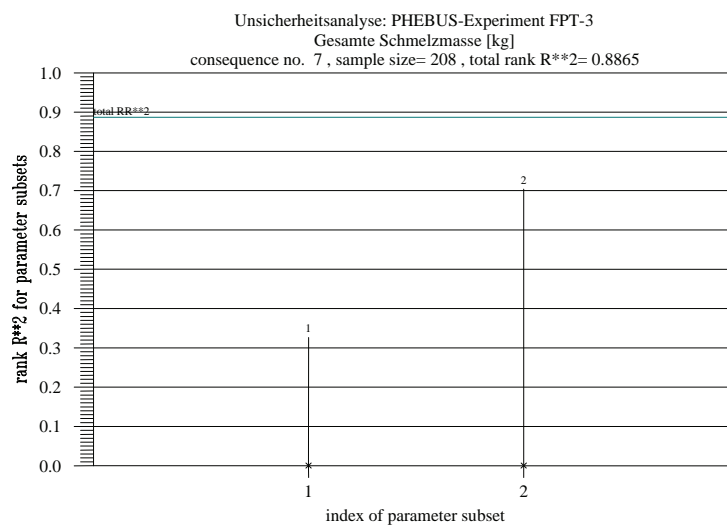 Unsicherheitsanalyse: PHEBUS-Experiment FPT-3
Gesamte Schmelzmasse [kg]
consequence no. 7 , sample size= 208 , total rank R**2= 0.8865
1.0
0.9
total RR**2
0.8
0.7
2
0.6
0.5
0.4
1
0.3
0.2
0.1
0.0
rank R**2 for parameter subsets
1 2
index of parameter subset